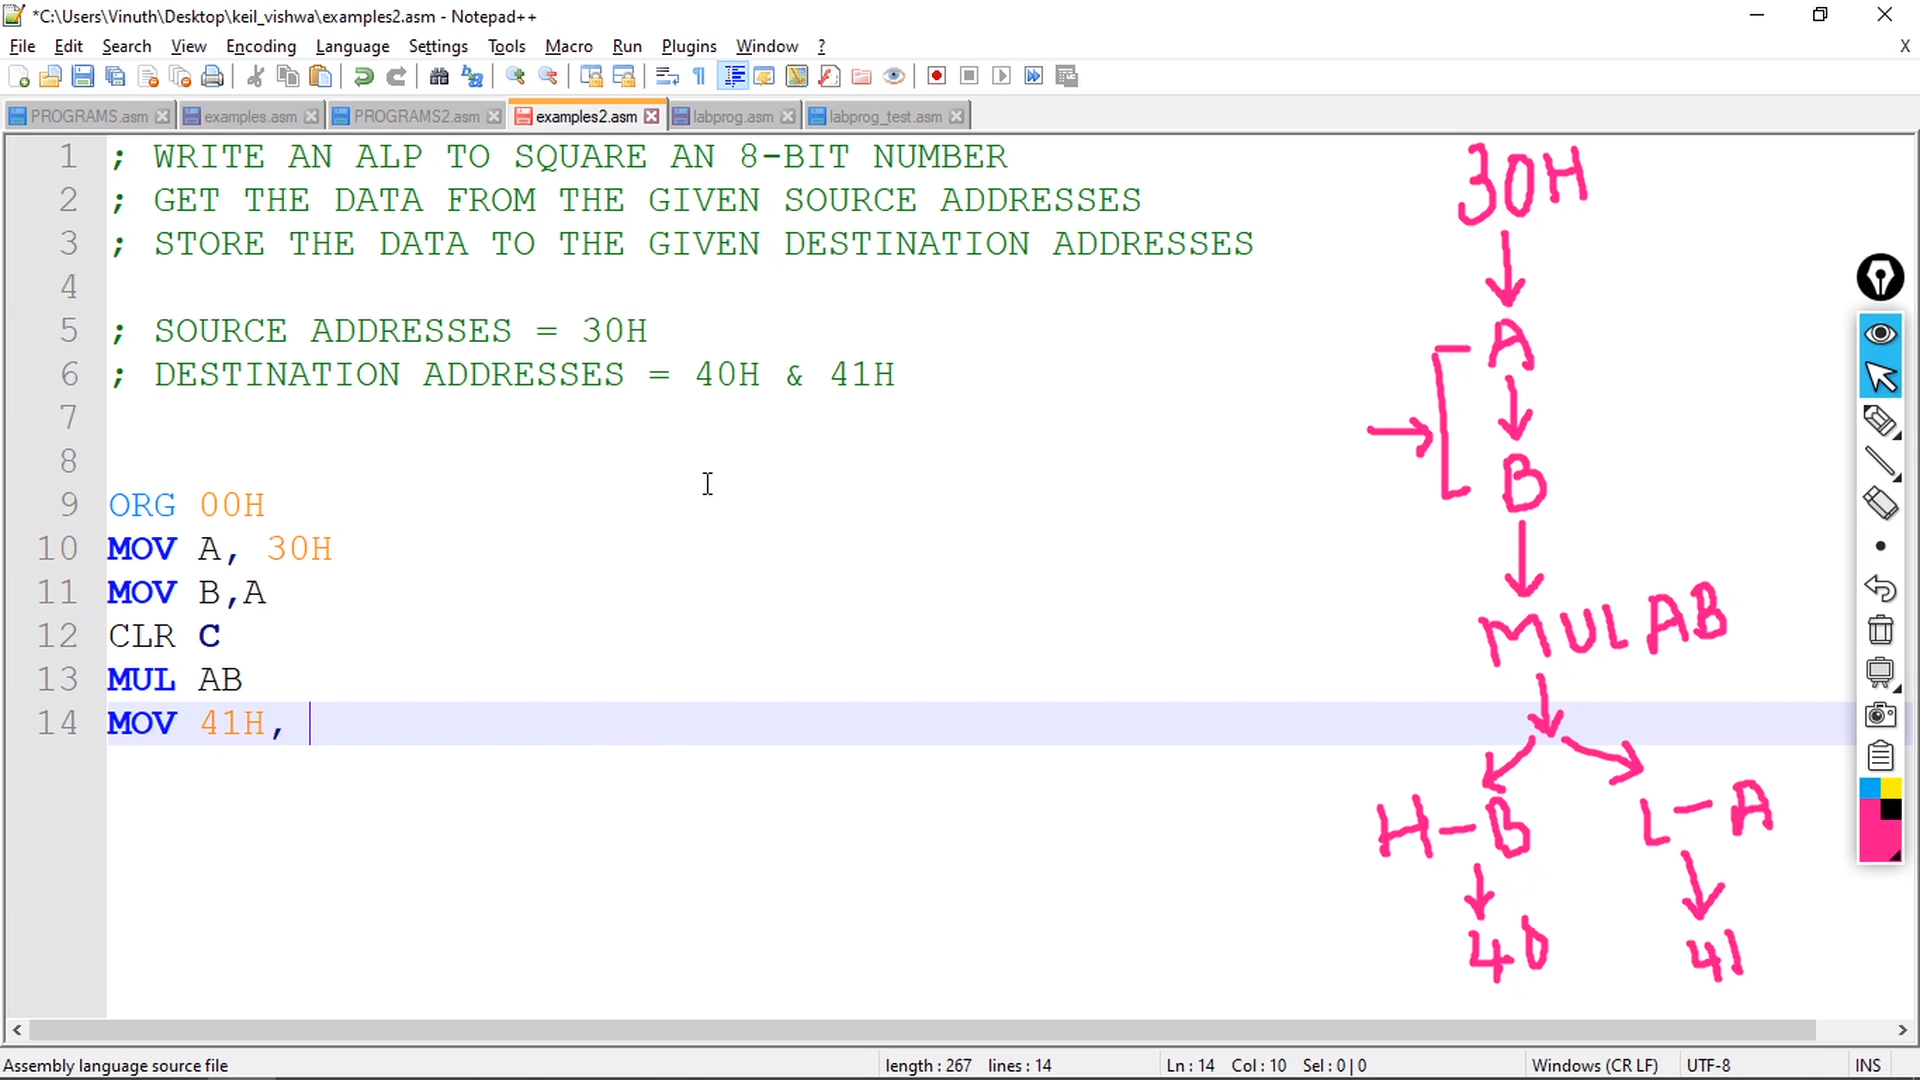 *C:\Users\Vinuth\Desktop\keil_vishwa\examples2.asm - Notepad++
File Edit Search View Encoding Language Settings Tools Macro Run Plugins Window ? X
PROGRAMS.asm examples.asm PROGRAMS2.asm examples2.asm labprog.asm labprog_test.asm
1 ; WRITE AN ALP TO SQUARE AN 8-BIT NUMBER
2 ; GET THE DATA FROM THE GIVEN SOURCE ADDRESSES
3 ; STORE THE DATA TO THE GIVEN DESTINATION ADDRESSES
4
5 ; SOURCE ADDRESSES = 30H
6 ; DESTINATION ADDRESSES = 40H & 41H
7
8
9 ORG 00H
10 MOV A, 30H
11 MOV B,A
12 CLR C
13 MUL AB
14 MOV 41H,
30H
A
B
MUL AB
H-B L-A
40 41
Assembly language source file length : 267 lines : 14 Ln : 14 Col : 10 Sel : 0 | 0 Windows (CR LF) UTF-8 INS